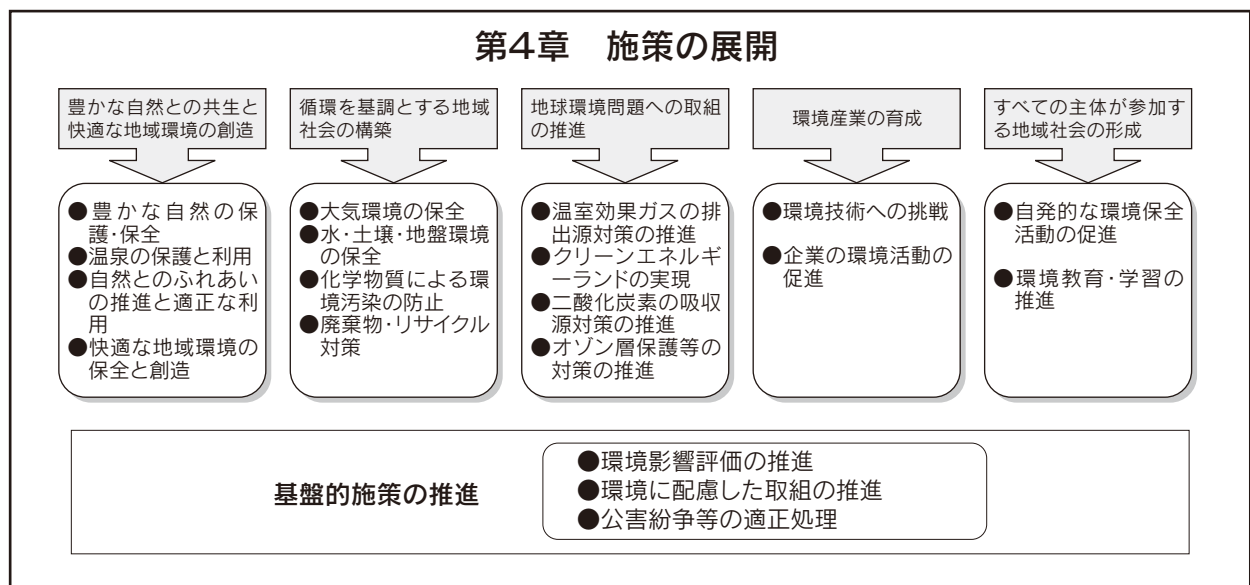 第4章　施策の展開
豊かな自然との共生と
快適な地域環境の創造
●豊かな自然の保
護・保全
●温泉の保護と利用
●自然とのふれあい
の推進と適正な利
用
●快適な地域環境の
保全と創造
循環を基調とする地域
社会の構築
●大気環境の保全
●水・土壌・地盤環境
の保全
●化学物質による環
境汚染の防止
●廃棄物・リサイクル
対策
地球環境問題への取組
の推進
●温室効果ガスの排
出源対策の推進
●クリーンエネルギ
ーランドの実現
●二酸化炭素の吸収
源対策の推進
●オゾン層保護等の
対策の推進
環境産業の育成
●環境技術への挑戦
●企業の環境活動の
促進
すべての主体が参加す
る地域社会の形成
●自発的な環境保全
活動の促進
●環境教育・学習の
推進
基盤的施策の推進
●環境影響評価の推進
●環境に配慮した取組の推進
●公害紛争等の適正処理